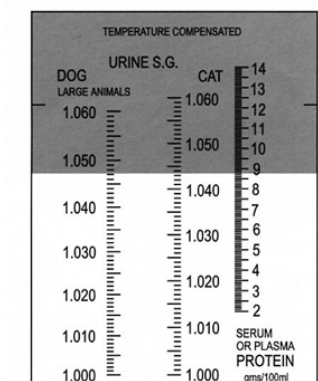 TEMPERATURE COMPENSATED
URINE S.G.
DOG CAT
LARGE ANIMALS
14
13
1.060 1.060 12
11
1.050 10
1.050 9
1.040 8
1.040 7
1.030 6
1.030 5
1.020 4
1.020 3
2
1.010 1.010
SERUM
OR PLASMA
PROTEIN
1.000 1.000 gms/100ml